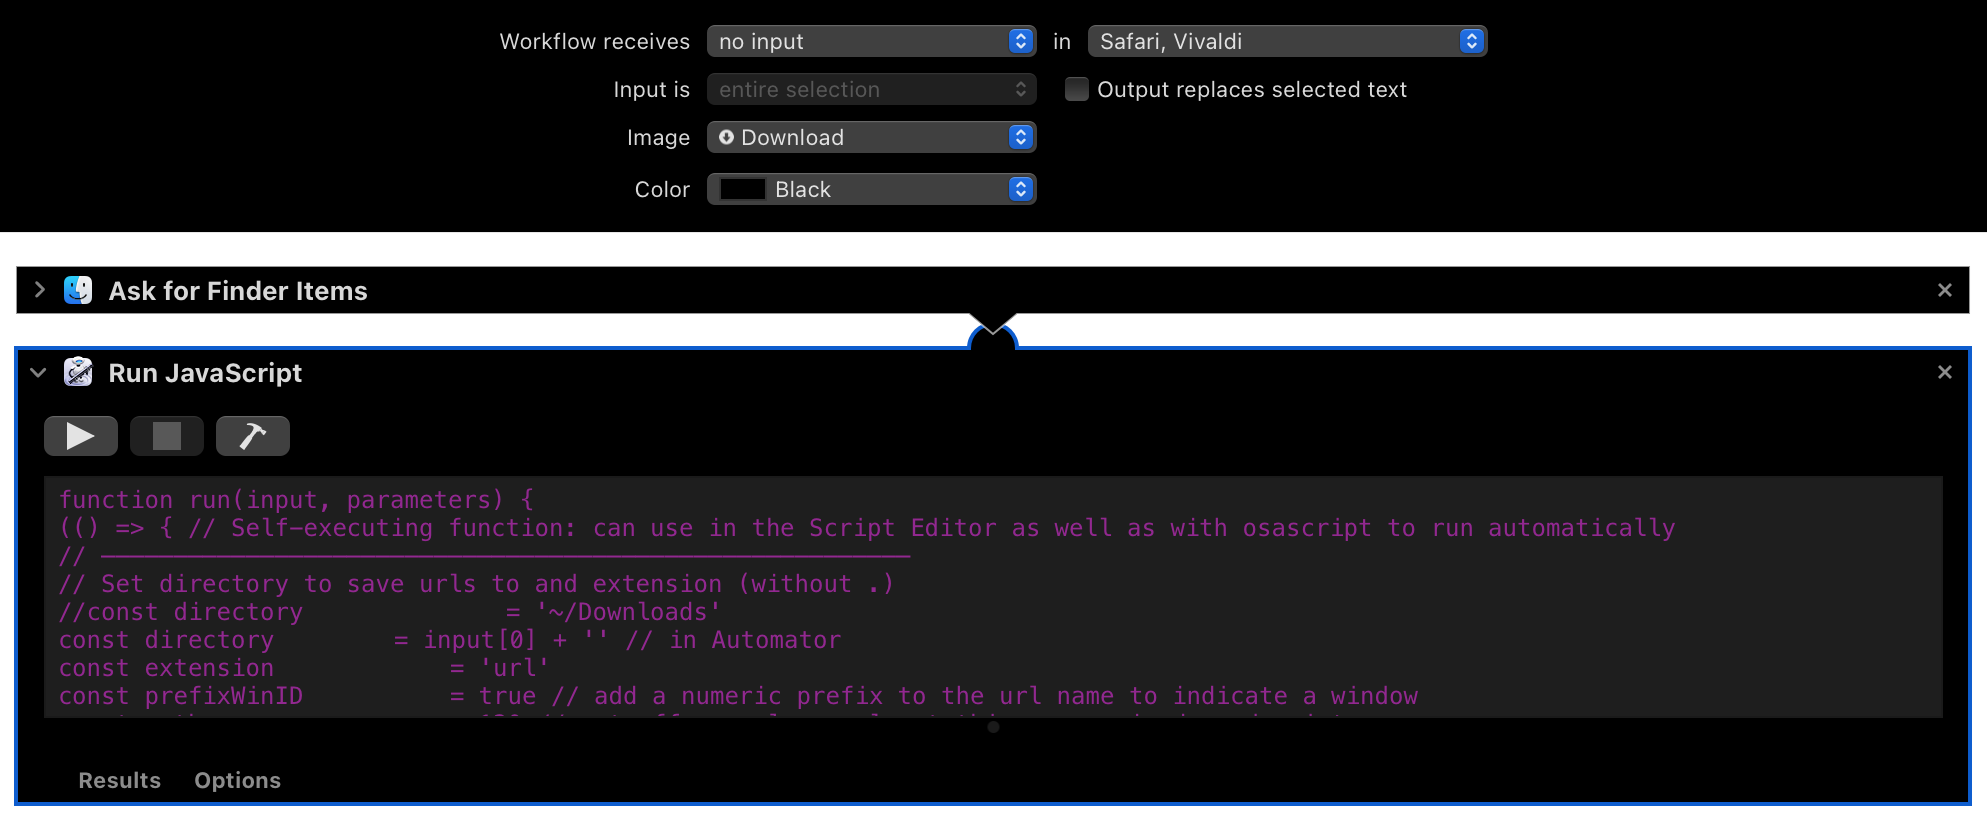 Workflow receives no input in Safari, Vivaldi
Input is entire selection Output replaces selected text
Image Download
Color Black
Ask for Finder Items
Run JavaScript
function run(input, parameters) {
(() => { // Self-executing function: can use in the Script Editor as well as with osascript to run automatically
// ————————————————————————————————————————————————————————
// Set directory to save urls to and extension (without .)
//const directory = '~/Downloads'
const directory = input[0] + '' // in Automator
const extension = 'url'
const prefixWinID = true // add a numeric prefix to the url name to indicate a window
Results Options